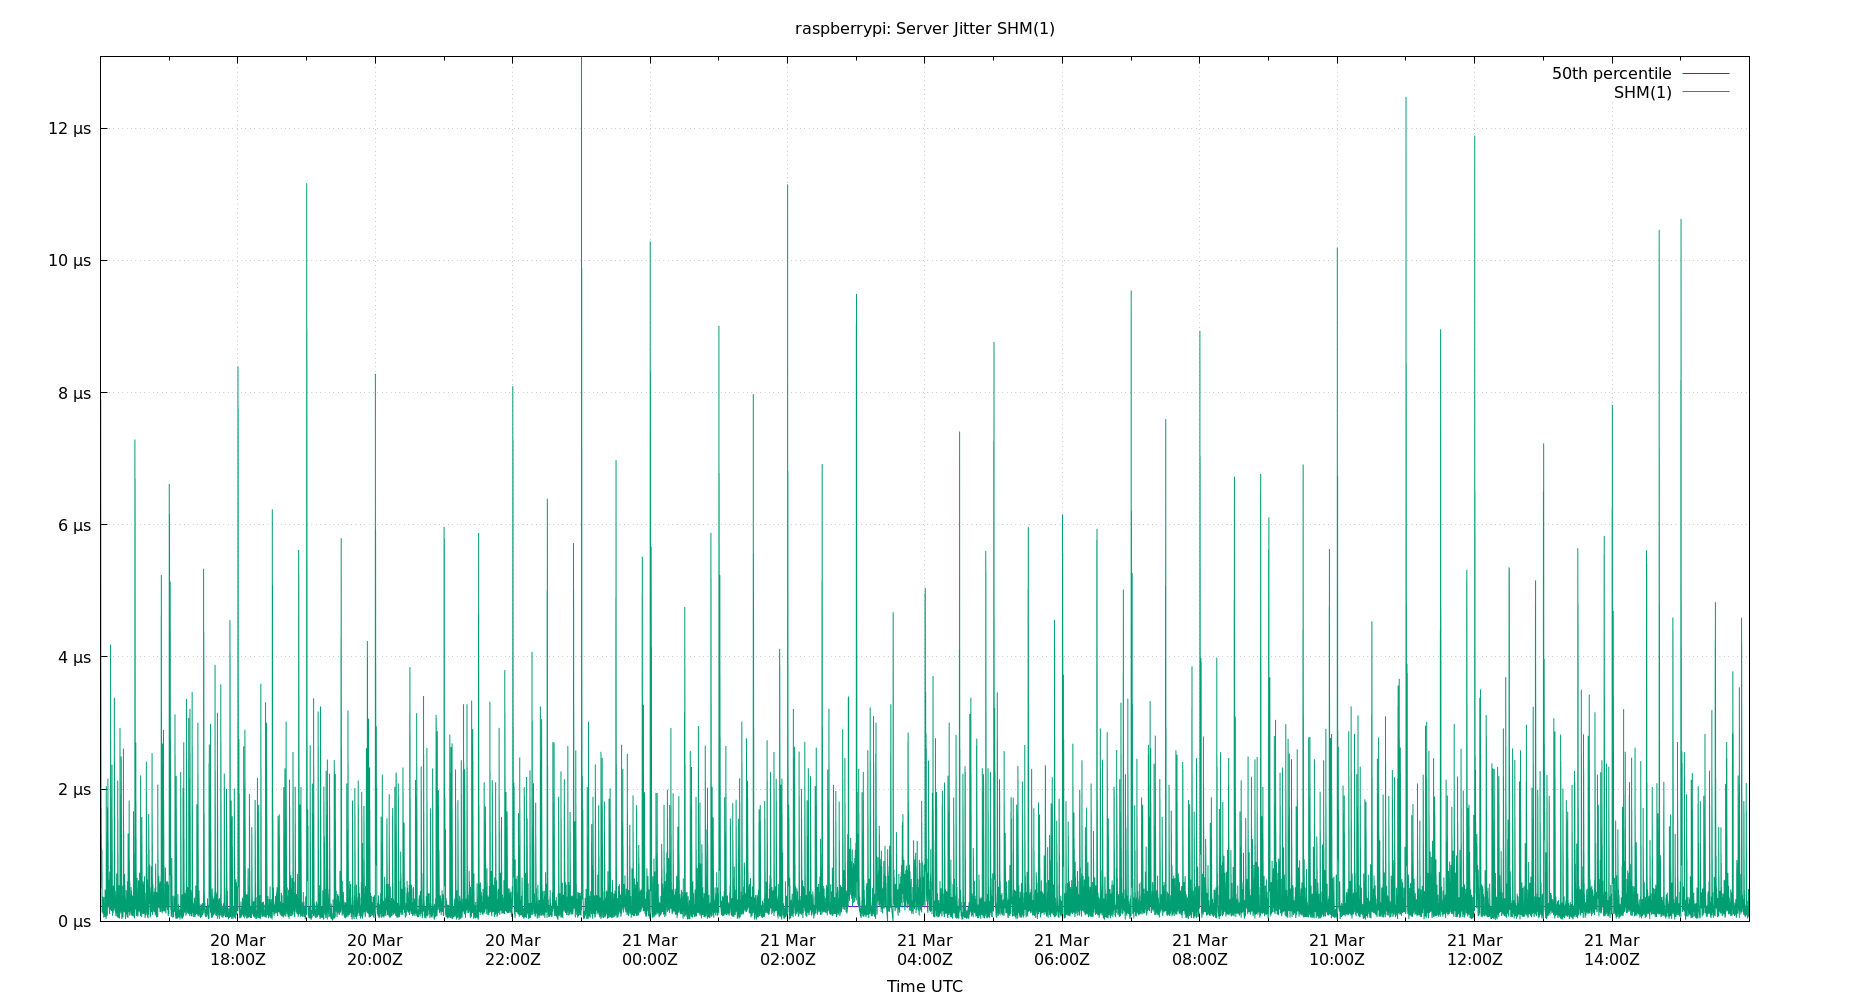 raspberrypi: Server Jitter SHM(1)
50th percentile
SHM(1)
12 µs
10 µs
8 µs
6 µs
4 µs
2 µs
0 µs
20 Mar 20 Mar 20 Mar 21 Mar 21 Mar 21 Mar 21 Mar 21 Mar 21 Mar 21 Mar 21 Mar
18:00Z 20:00Z 22:00Z 00:00Z 02:00Z 04:00Z 06:00Z 08:00Z 10:00Z 12:00Z 14:00Z
Time UTC